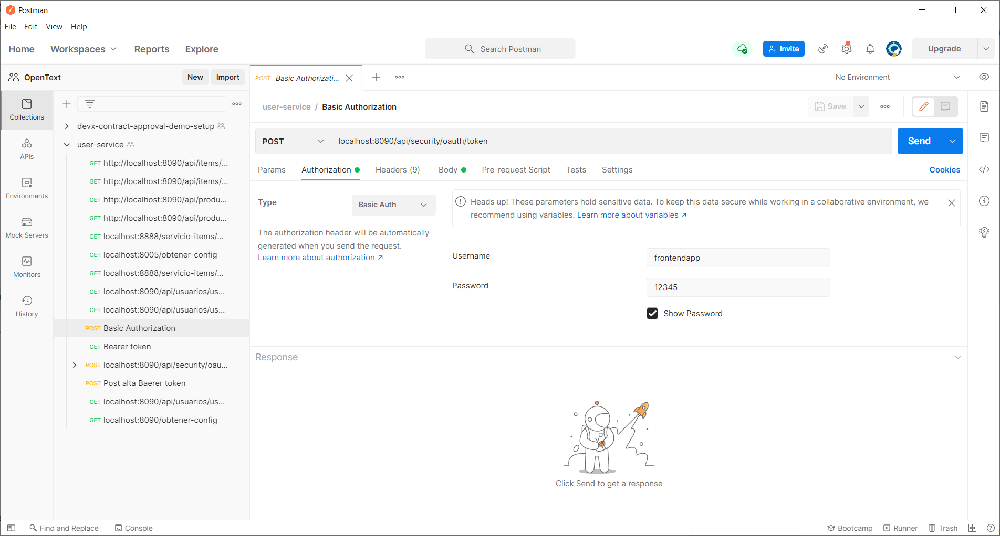 Postman
File Edit View Help
Home Workspaces Reports Explore Search Postman Invite Upgrade
OpenText New Import POST Basic Authorizati... No Environment
Collections
APIs
Environments
Mock Servers
Monitors
History
devx-contract-approval-demo-setup
user-service
GET http://localhost:8090/api/items/...
GET http://localhost:8090/api/items/...
GET http://localhost:8090/api/produ...
GET http://localhost:8090/api/produ...
GET localhost:8888/servicio-items/...
GET localhost:8005/obtener-config
GET localhost:8888/servicio-items/...
GET localhost:8090/api/usuarios/us...
GET localhost:8090/api/usuarios/us...
POST Basic Authorization
GET Bearer token
POST localhost:8090/api/security/oau...
POST Post alta Baerer token
GET localhost:8090/api/usuarios/us...
GET localhost:8090/obtener-config
user-service / Basic Authorization Save
POST localhost:8090/api/security/oauth/token Send
Params Authorization Headers (9) Body Pre-request Script Tests Settings Cookies
Type Basic Auth
The authorization header will be automatically
generated when you send the request.
Learn more about authorization ↗
Heads up! These parameters hold sensitive data. To keep this data secure while working in a collaborative environment, we
recommend using variables. Learn more about variables ↗
Username frontendapp
Password 12345
Show Password
Response
Click Send to get a response
Find and Replace Console Bootcamp Runner Trash